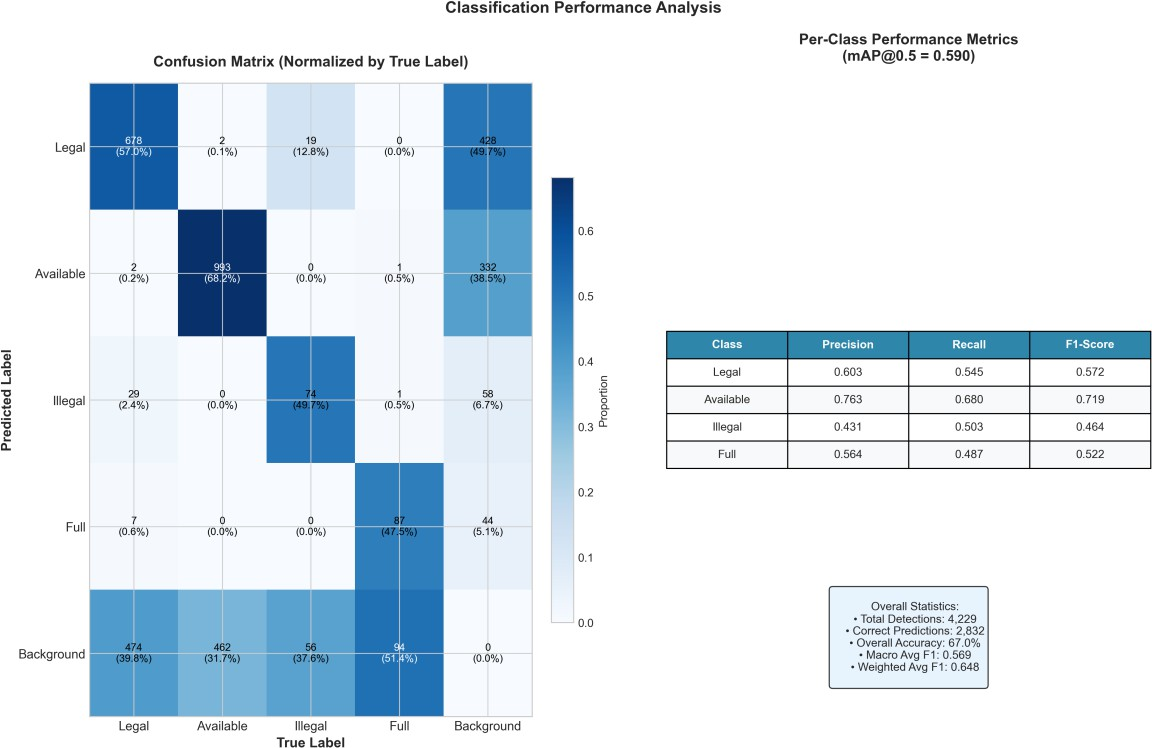 Classification Performance Analysis
Confusion Matrix (Normalized by True Label)
Legal
678
(57.0%)
2
(0.1%)
19
(12.8%)
0
(0.0%)
428
(49.7%)
Available
2
(0.2%)
993
(68.2%)
0
(0.0%)
1
(0.5%)
332
(38.5%)
Illegal
29
(2.4%)
0
(0.0%)
74
(49.7%)
1
(0.5%)
58
(6.7%)
Full
7
(0.6%)
0
(0.0%)
0
(0.0%)
87
(47.5%)
44
(5.1%)
Background
474
(39.8%)
462
(31.7%)
56
(37.6%)
94
(51.4%)
0
(0.0%)
Legal Available Illegal Full Background
True Label
Predicted Label
0.6
0.5
0.4
0.3
0.2
0.1
0.0
Proportion
Per-Class Performance Metrics
(mAP@0.5 = 0.590)
Class Precision Recall F1-Score
Legal 0.603 0.545 0.572
Available 0.763 0.680 0.719
Illegal 0.431 0.503 0.464
Full 0.564 0.487 0.522
Overall Statistics:
• Total Detections: 4,229
• Correct Predictions: 2,832
• Overall Accuracy: 67.0%
• Macro Avg F1: 0.569
• Weighted Avg F1: 0.648